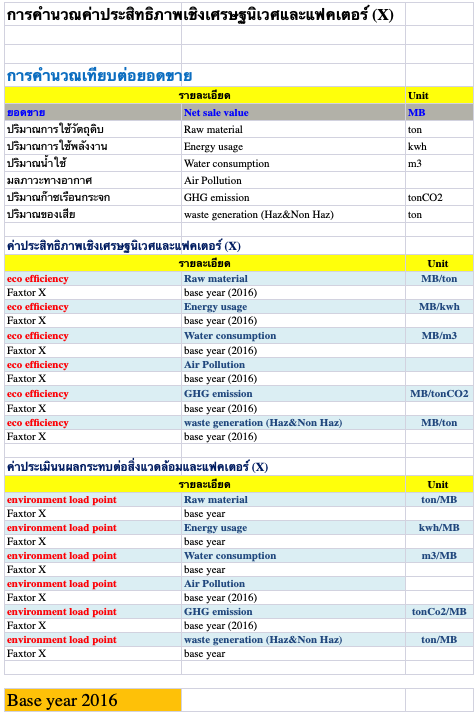 การคำนวณค่าประสิทธิภาพเชิงเศรษฐนิเวศและแฟคเตอร์ (X)
การคำนวณเทียบต่อยอดขาย
รายละเอียด Unit
ยอดขาย Net sale value MB
ปริมาณการใช้วัตถุดิบ Raw material ton
ปริมาณการใช้พลังงาน Energy usage kwh
ปริมาณน้ำใช้ Water consumption m3
มลภาวะทางอากาศ Air Pollution
ปริมาณก๊าซเรือนกระจก GHG emission tonCO2
ปริมาณของเสีย waste generation (Haz&Non Haz) ton
ค่าประสิทธิภาพเชิงเศรษฐนิเวศและแฟคเตอร์ (X)
รายละเอียด Unit
eco efficiency Raw material MB/ton
Faxtor X base year (2016)
eco efficiency Energy usage MB/kwh
Faxtor X base year (2016)
eco efficiency Water consumption MB/m3
Faxtor X base year (2016)
eco efficiency Air Pollution
Faxtor X base year (2016)
eco efficiency GHG emission MB/tonCO2
Faxtor X base year (2016)
eco efficiency waste generation (Haz&Non Haz) MB/ton
Faxtor X base year (2016)
ค่าประเมินนผลกระทบต่อสิ่งแวดล้อมและแฟคเตอร์ (X)
รายละเอียด Unit
environment load point Raw material ton/MB
Faxtor X base year
environment load point Energy usage kwh/MB
Faxtor X base year
environment load point Water consumption m3/MB
Faxtor X base year
environment load point Air Pollution
Faxtor X base year (2016)
environment load point GHG emission tonCo2/MB
Faxtor X base year (2016)
environment load point waste generation (Haz&Non Haz) ton/MB
Faxtor X base year
Base year 2016